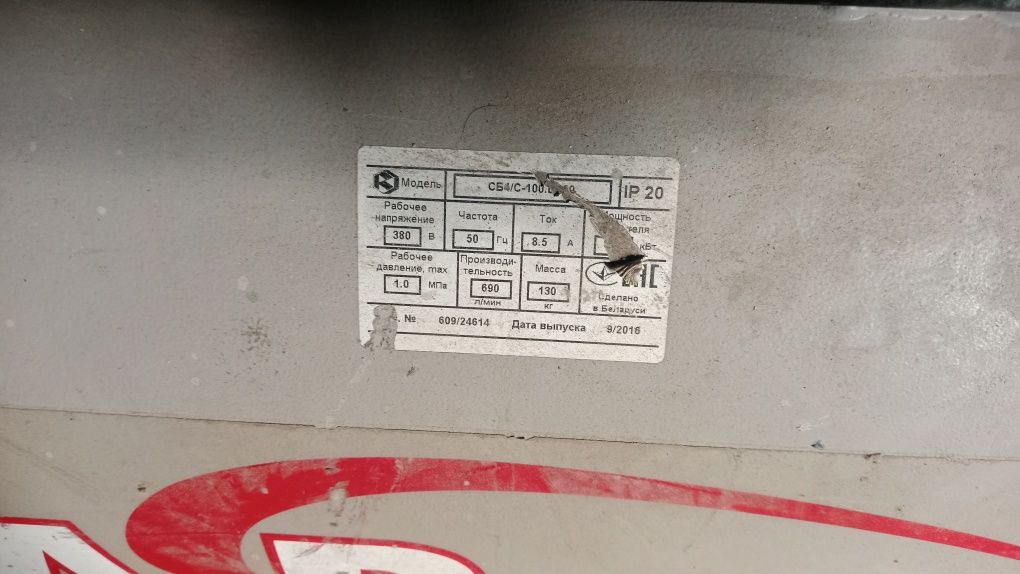 Модель СБ4/С-100. IP 20
Рабочее напряжение 380 В
Частота 50 Гц
Ток 8.5 А
кВт
Рабочее давление, max 1.0 МПа
Производи-
тельность 690 л/мин
Масса 130 кг
Сделано
в Беларуси
№ 609/24614 Дата выпуска 9/2016